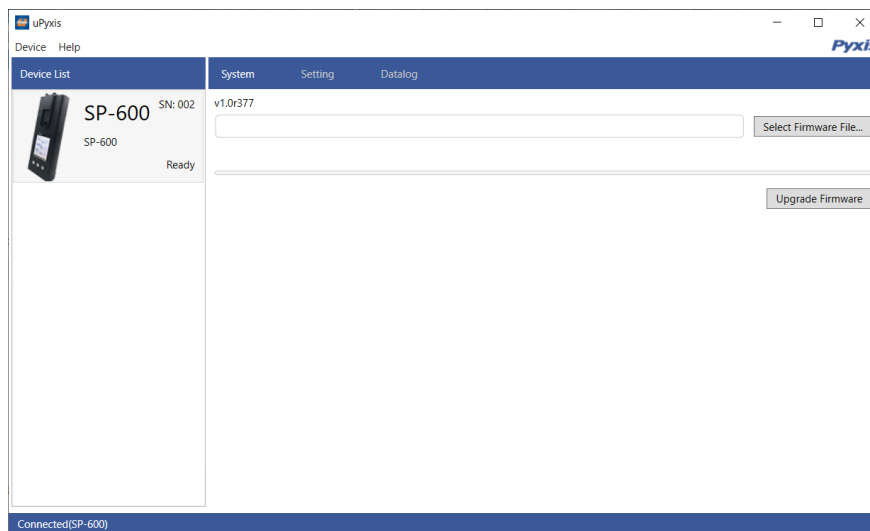 uPyxis
Device Help
Device List
System Setting Datalog
SP-600 SN: 002
SP-600
Ready
v1.0r377
Select Firmware File...
Upgrade Firmware
Connected(SP-600)